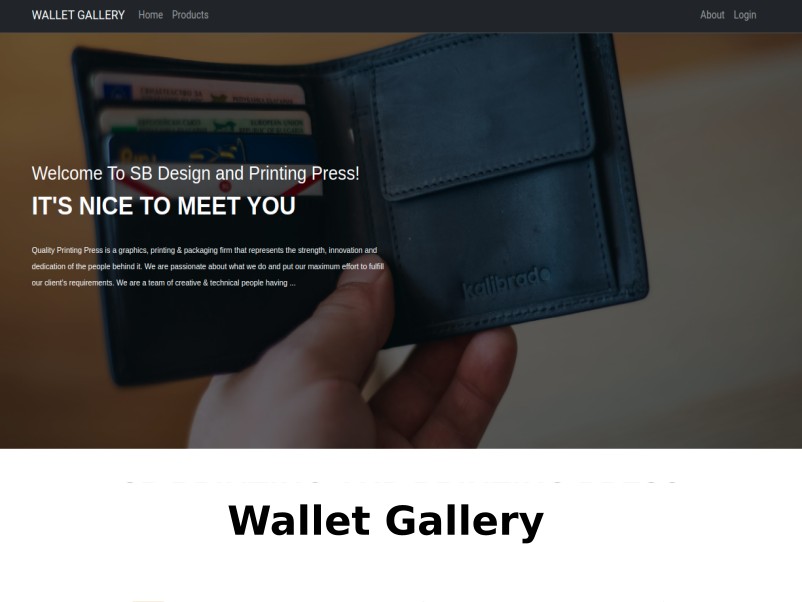 WALLET GALLERY Home Products About Login
Welcome To SB Design and Printing Press!
IT'S NICE TO MEET YOU
Quality Printing Press is a graphics, printing & packaging firm that represents the strength, innovation and
dedication of the people behind it. We are passionate about what we do and put our maximum effort to fulfill
our client's requirements. We are a team of creative & technical people having ...
kalibrado
Wallet Gallery